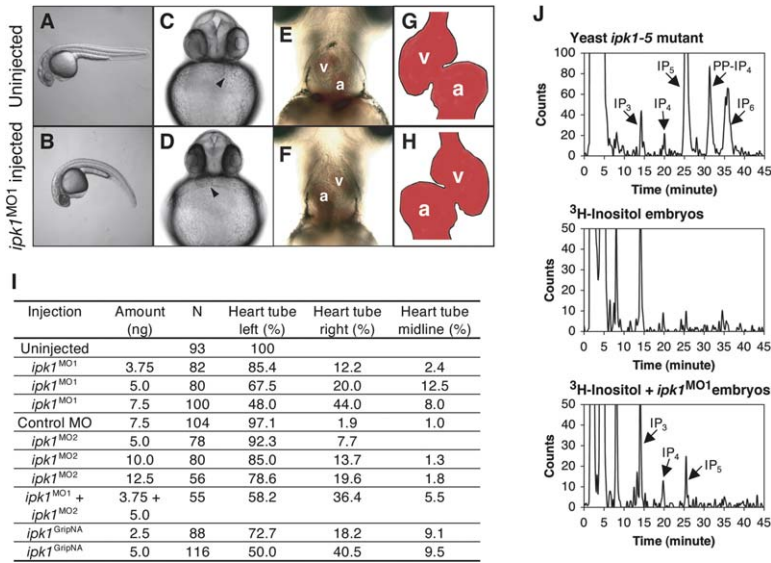 A
C
E
G
Uninjected
v
a
v
a
B
D
F
H
ipk1MO1 injected
v
a
a
v
I
Injection Amount (ng) N Heart tube left (%) Heart tube right (%) Heart tube midline (%)
Uninjected 93 100
ipk1MO1 3.75 82 85.4 12.2 2.4
ipk1MO1 5.0 80 67.5 20.0 12.5
ipk1MO1 7.5 100 48.0 44.0 8.0
Control MO 7.5 104 97.1 1.9 1.0
ipk1MO2 5.0 78 92.3 7.7
ipk1MO2 10.0 80 85.0 13.7 1.3
ipk1MO2 12.5 56 78.6 19.6 1.8
ipk1MO1 + 3.75 + 55 58.2 36.4 5.5
ipk1MO2 5.0
ipk1GripNA 2.5 88 72.7 18.2 9.1
ipk1GripNA 5.0 116 50.0 40.5 9.5
J
Yeast ipk1-5 mutant
100
80
60
40
20
0
Counts
IP3
IP4
IP5
PP-IP4
IP6
0 5 10 15 20 25 30 35 40 45
Time (minute)
3H-Inositol embryos
50
40
30
20
10
0
Counts
0 5 10 15 20 25 30 35 40 45
Time (minute)
3H-Inositol + ipk1MO1 embryos
50
40
30
20
10
0
Counts
IP3
IP4
IP5
0 5 10 15 20 25 30 35 40 45
Time (minute)